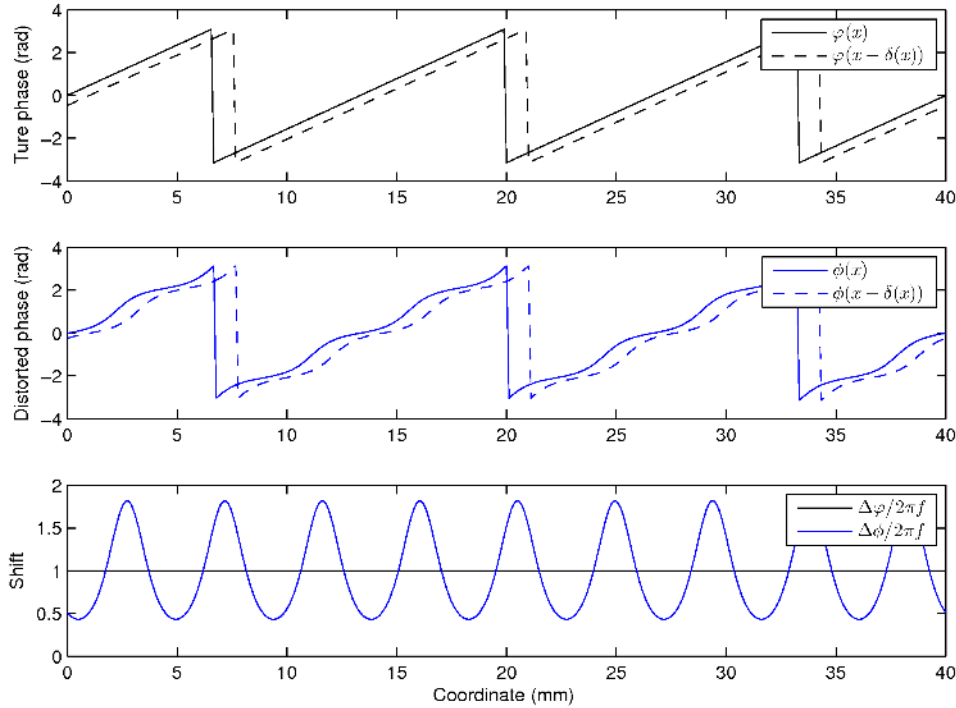 4
2
0
−2
−4
Ture phase (rad)
φ(x)
φ(x − δ(x))
0 5 10 15 20 25 30 35 40
4
2
0
−2
−4
Distorted phase (rad)
ϕ(x)
ϕ(x − δ(x))
0 5 10 15 20 25 30 35 40
2
1.5
1
0.5
0
Shift
Δφ/2πf
Δϕ/2πf
0 5 10 15 20 25 30 35 40
Coordinate (mm)